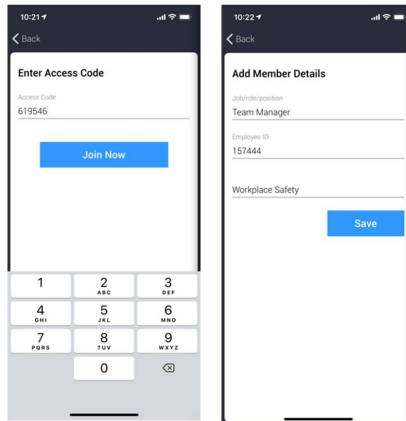 10:21
Back
Enter Access Code
Access Code
619546
Join Now
1
2
ABC
3
DEF
4
GHI
5
JKL
6
MNO
7
PQRS
8
TUV
9
WXYZ
0
10:22
Back
Add Member Details
Job/role/position
Team Manager
Employee ID
157444
Workplace Safety
Save